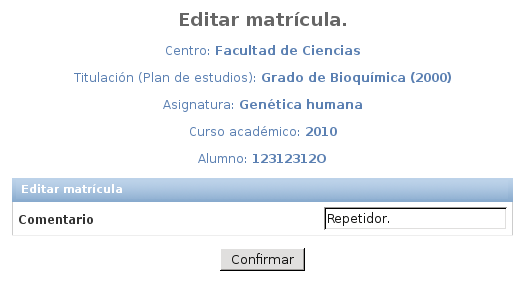 Editar matrícula.
Centro: Facultad de Ciencias
Titulación (Plan de estudios): Grado de Bioquímica (2000)
Asignatura: Genética humana
Curso académico: 2010
Alumno: 12312312O
Editar matrícula
Comentario Repetidor.
Confirmar